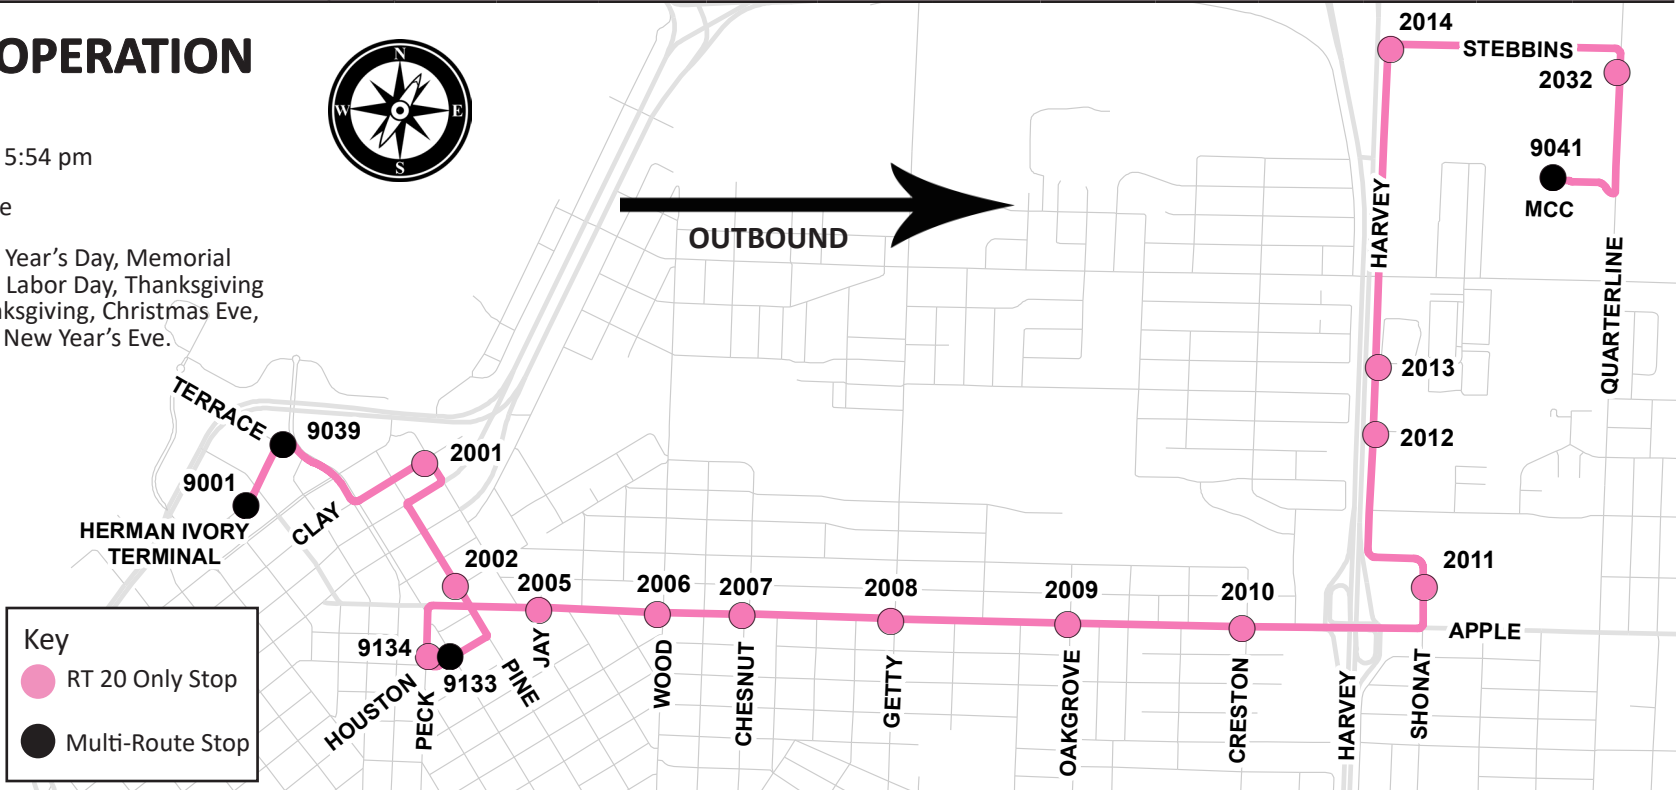 OPERATION
5:54 pm
e
Year’s Day, Memorial
Labor Day, Thanksgiving
ksgiving, Christmas Eve,
New Year’s Eve.
N
W
E
S
OUTBOUND
2014
STEBBINS
2032
9041
MCC
HARVEY
QUARTERLINE
2013
2012
TERRACE
9039
2001
9001
HERMAN IVORY
TERMINAL
CLAY
2002
2005
2006
2007
2008
2009
2010
2011
APPLE
9134
9133
HOUSTON
PECK
PINE
JAY
WOOD
CHESNUT
GETTY
OAKGROVE
CRESTON
HARVEY
SHONAT
Key
RT 20 Only Stop
Multi-Route Stop